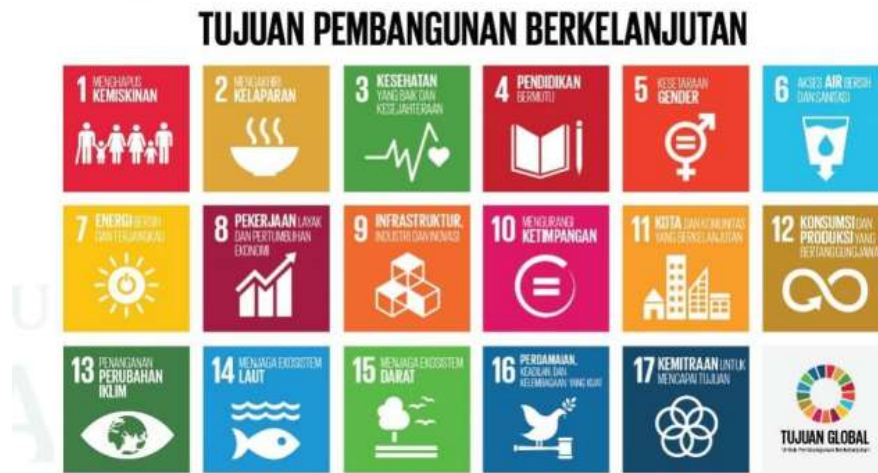 TUJUAN PEMBANGUNAN BERKELANJUTAN
1 MENGHAPUS
KEMISKINAN
2 MENGAKHIRI
KELAPARAN
3 KESEHATAN
YANG BAIK DAN
KESEJAHTERAAN
4 PENDIDIKAN
BERMUTU
5 KESETARAAN
GENDER
6 AKSES AIR BERSIH
DAN SANITASI
7 ENERGI BERSIH
DAN TERJANGKAU
8 PEKERJAAN LAYAK
DAN PERTUMBUHAN
EKONOMI
9 INFRASTRUKTUR,
INDUSTRI DAN INOVASI
10 MENGURANGI
KETIMPANGAN
11 KOTA DAN KOMUNITAS
YANG BERKELANJUTAN
12 KONSUMSI DAN
PRODUKSI YANG
BERTANGGUNGJAWAB
13 PENANGANAN
PERUBAHAN
IKLIM
14 MENJAGA EKOSISTEM
LAUT
15 MENJAGA EKOSISTEM
DARAT
16 PERDAMAIAN,
KEADILAN DAN
KELEMBAGAAN YANG KUAT
17 KEMITRAAN UNTUK
MENCAPAI TUJUAN
TUJUAN GLOBAL
Untuk Pembangunan Berkelanjutan
U
A